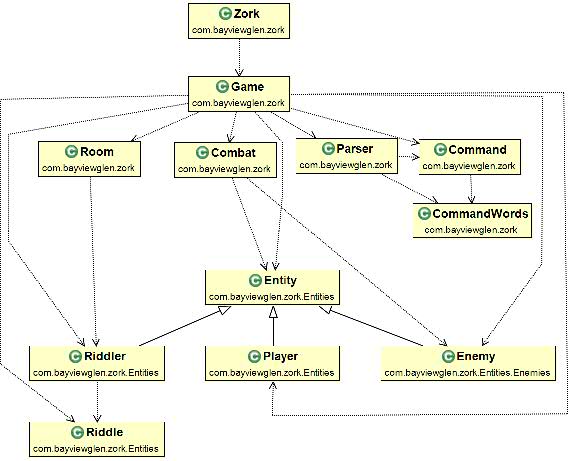 Zork
com.bayviewglen.zork
Game
com.bayviewglen.zork
Room
com.bayviewglen.zork
Combat
com.bayviewglen.zork
Parser
com.bayviewglen.zork
Command
com.bayviewglen.zork
CommandWords
com.bayviewglen.zork
Entity
com.bayviewglen.zork.Entities
Riddler
com.bayviewglen.zork.Entities
Player
com.bayviewglen.zork.Entities
Enemy
com.bayviewglen.zork.Entities.Enemies
Riddle
com.bayviewglen.zork.Entities